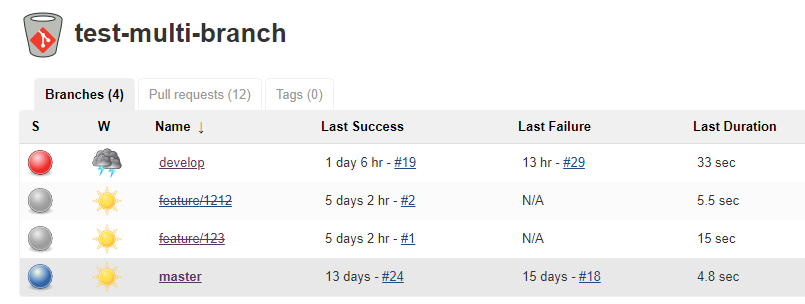 test-multi-branch
Branches (4) Pull requests (12) Tags (0)
S W Name ↓ Last Success Last Failure Last Duration
develop 1 day 6 hr - #19 13 hr - #29 33 sec
feature/1212 5 days 2 hr - #2 N/A 5.5 sec
feature/123 5 days 2 hr - #1 N/A 15 sec
master 13 days - #24 15 days - #18 4.8 sec